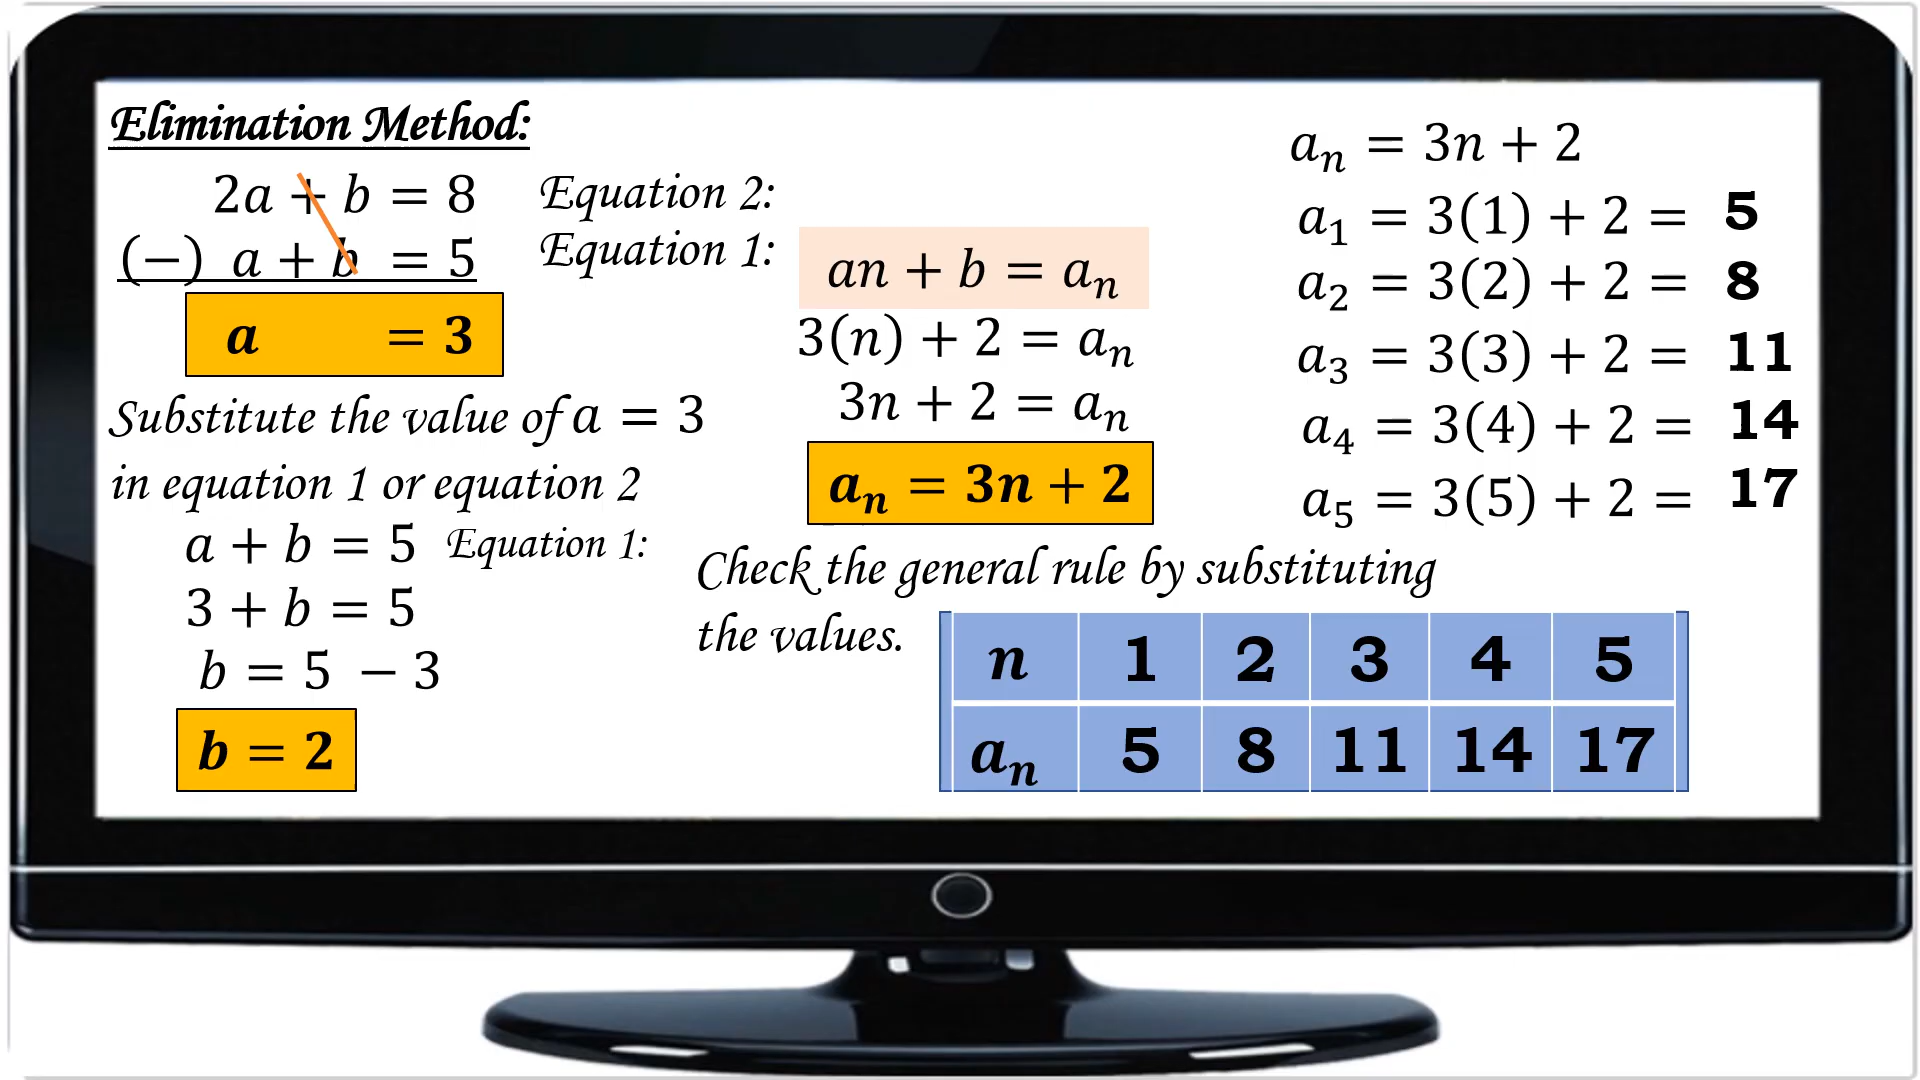 Elimination Method:
2a + b = 8 Equation 2:
(−) a + b = 5 Equation 1:
a = 3
Substitute the value of a = 3
in equation 1 or equation 2
a + b = 5 Equation 1:
3 + b = 5
b = 5 − 3
b = 2
an + b = aₙ
3(n) + 2 = aₙ
3n + 2 = aₙ
aₙ = 3n + 2
aₙ = 3n + 2
a₁ = 3(1) + 2 = 5
a₂ = 3(2) + 2 = 8
a₃ = 3(3) + 2 = 11
a₄ = 3(4) + 2 = 14
a₅ = 3(5) + 2 = 17
Check the general rule by substituting
the values.
n 1 2 3 4 5
aₙ 5 8 11 14 17